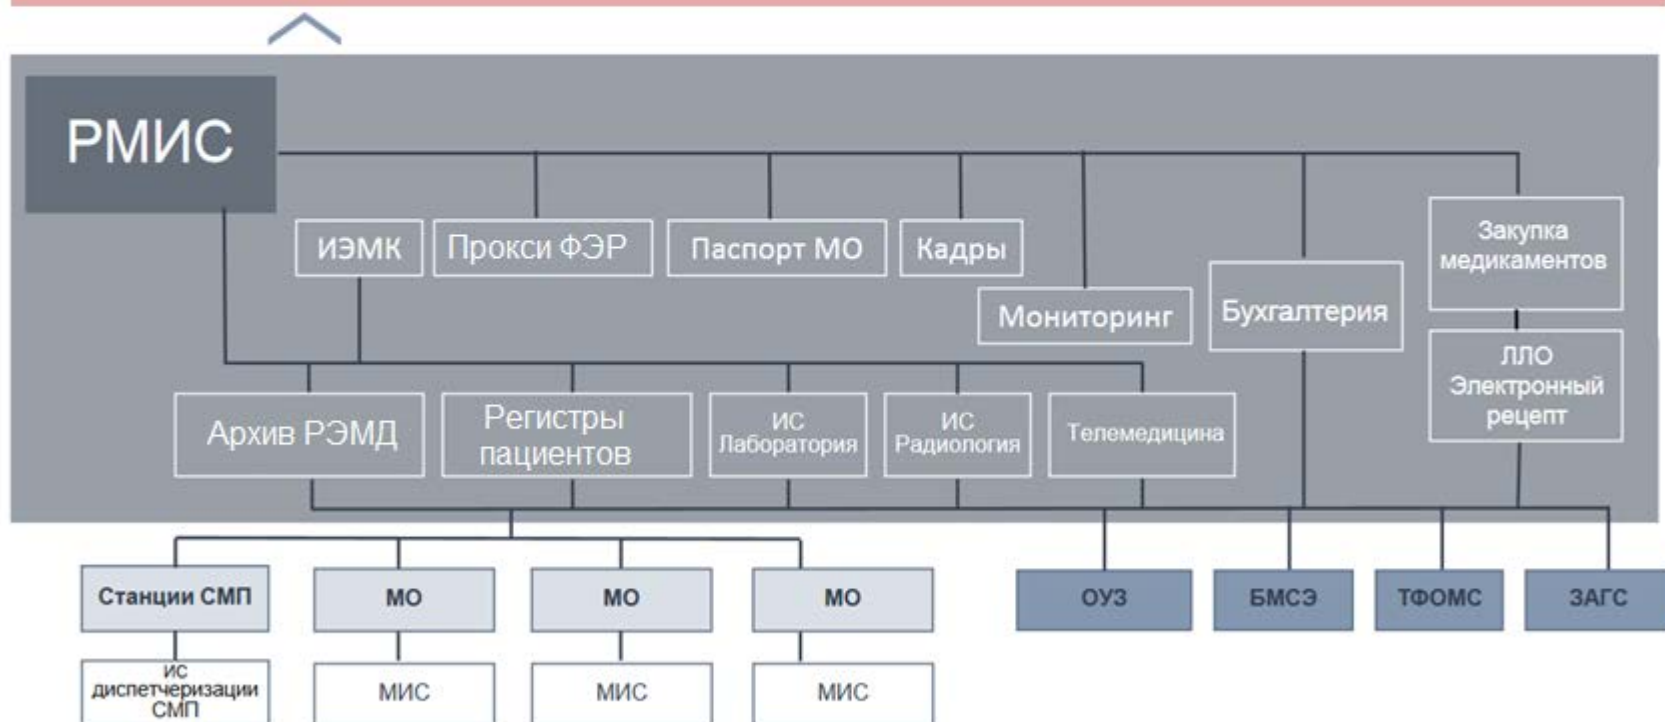 РМИС
ИЭМК
Прокси ФЭР
Паспорт МО
Кадры
Мониторинг
Бухгалтерия
Закупка
медикаментов
ЛЛО
Электронный
рецепт
Архив РЭМД
Регистры
пациентов
ИС
Лаборатория
ИС
Радиология
Телемедицина
Станции СМП
МО
МО
МО
ОУЗ
БМСЭ
ТФОМС
ЗАГС
ИС
диспетчеризации
СМП
МИС
МИС
МИС